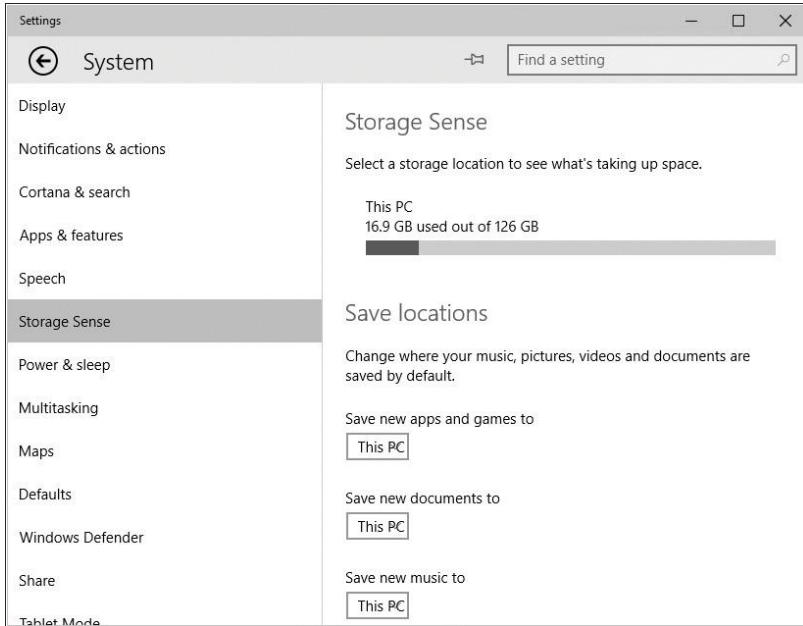 Settings
System
Find a setting
Display
Notifications & actions
Cortana & search
Apps & features
Speech
Storage Sense
Power & sleep
Multitasking
Maps
Defaults
Windows Defender
Share
Tablet Mode
Storage Sense
Select a storage location to see what's taking up space.
This PC
16.9 GB used out of 126 GB
Save locations
Change where your music, pictures, videos and documents are
saved by default.
Save new apps and games to
This PC
Save new documents to
This PC
Save new music to
This PC